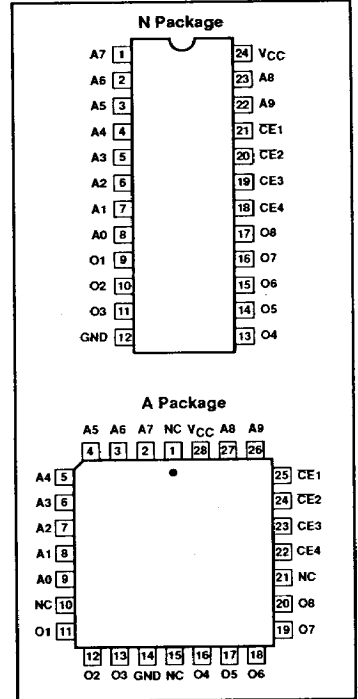 N Package
A7 1 24 VCC
A6 2 23 A8
A5 3 22 A9
A4 4 21 C̅E̅1
A3 5 20 C̅E̅2
A2 6 19 CE3
A1 7 18 CE4
A0 8 17 O8
O1 9 16 O7
O2 10 15 O6
O3 11 14 O5
GND 12 13 O4
A Package
A5 A6 A7 NC VCC A8 A9
4 3 2 1 28 27 26
A4 5 25 C̅E̅1
A3 6 24 C̅E̅2
A2 7 23 CE3
A1 8 22 CE4
A0 9 21 NC
NC 10 20 O8
O1 11 19 O7
12 13 14 15 16 17 18
O2 O3 GND NC O4 O5 O6